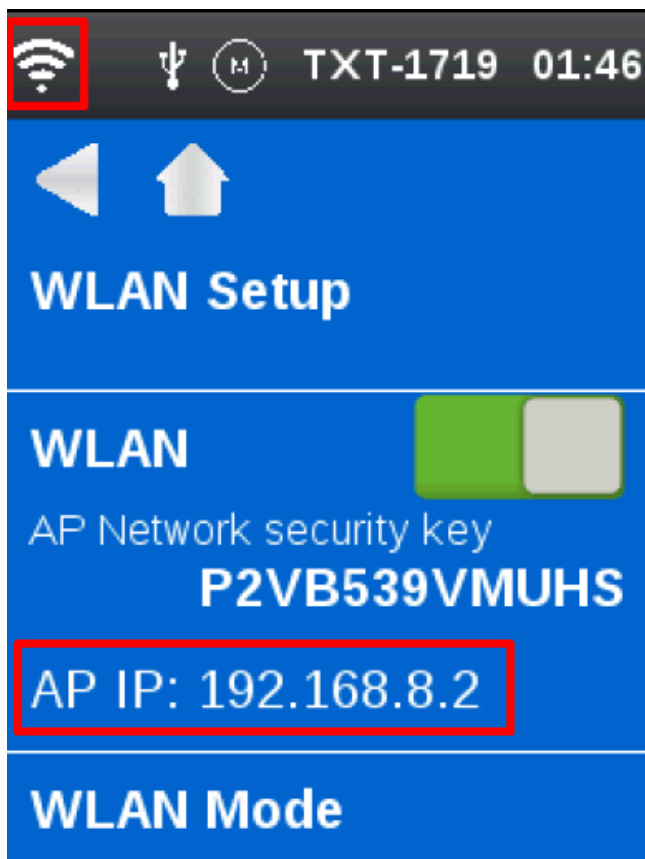 TXT-1719 01:46
WLAN Setup
WLAN
AP Network security key
P2VB539VMUHS
AP IP: 192.168.8.2
WLAN Mode